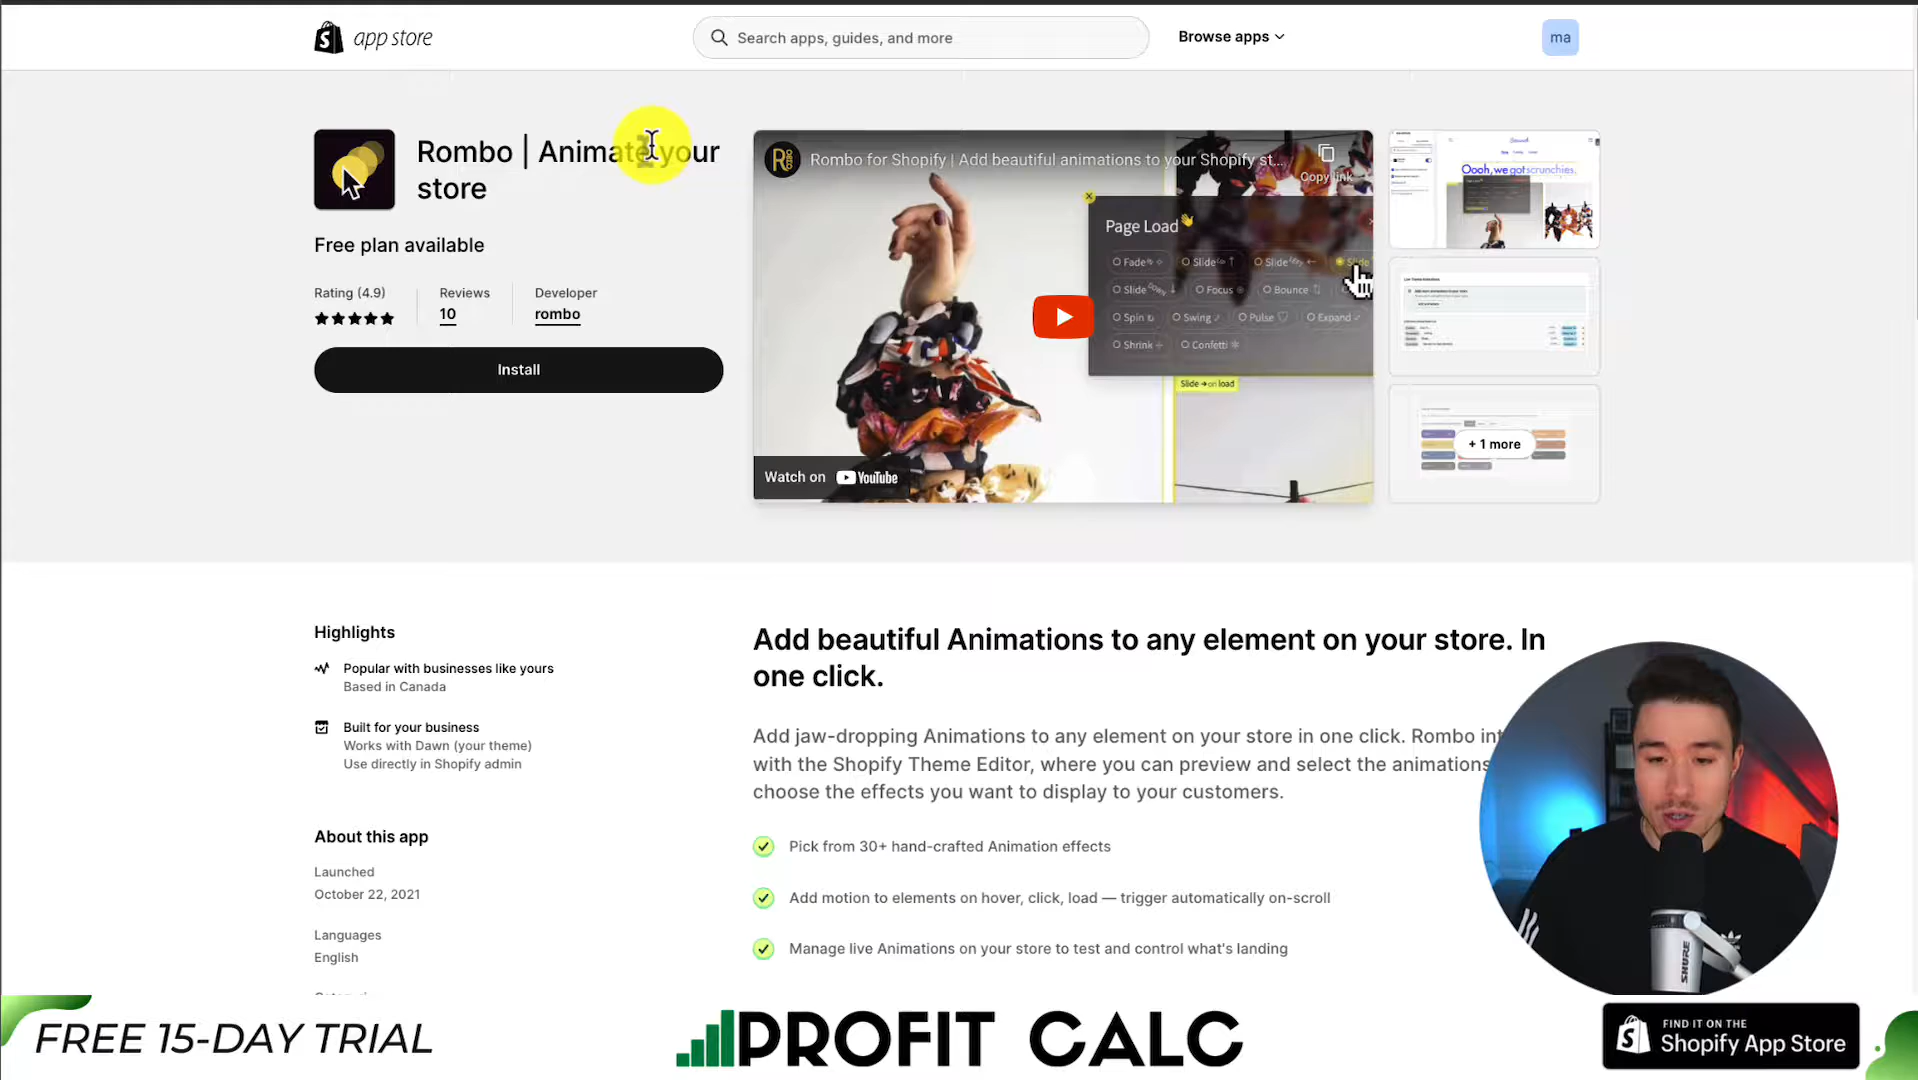 app store
Search apps, guides, and more
Browse apps
ma
Rombo | Animate your
store
Free plan available
Rating (4.9)
Reviews
10
Developer
rombo
Install
Rombo for Shopify | Add beautiful animations to your Shopify st...
Copy link
Page Load
Fade
Slide Up
Slide
Slide
Slide Down
Focus
Bounce
Spin
Swing
Pulse
Expand
Shrink
Confetti
Slide → on load
Watch on YouTube
Oooh, we got scrunchies.
+ 1 more
Highlights
Popular with businesses like yours
Based in Canada
Built for your business
Works with Dawn (your theme)
Use directly in Shopify admin
About this app
Launched
October 22, 2021
Languages
English
Add beautiful Animations to any element on your store. In
one click.
Add jaw-dropping Animations to any element on your store in one click. Rombo int
with the Shopify Theme Editor, where you can preview and select the animations
choose the effects you want to display to your customers.
Pick from 30+ hand-crafted Animation effects
Add motion to elements on hover, click, load — trigger automatically on-scroll
Manage live Animations on your store to test and control what's landing
SHURE
FREE 15-DAY TRIAL
PROFIT CALC
FIND IT ON THE
Shopify App Store